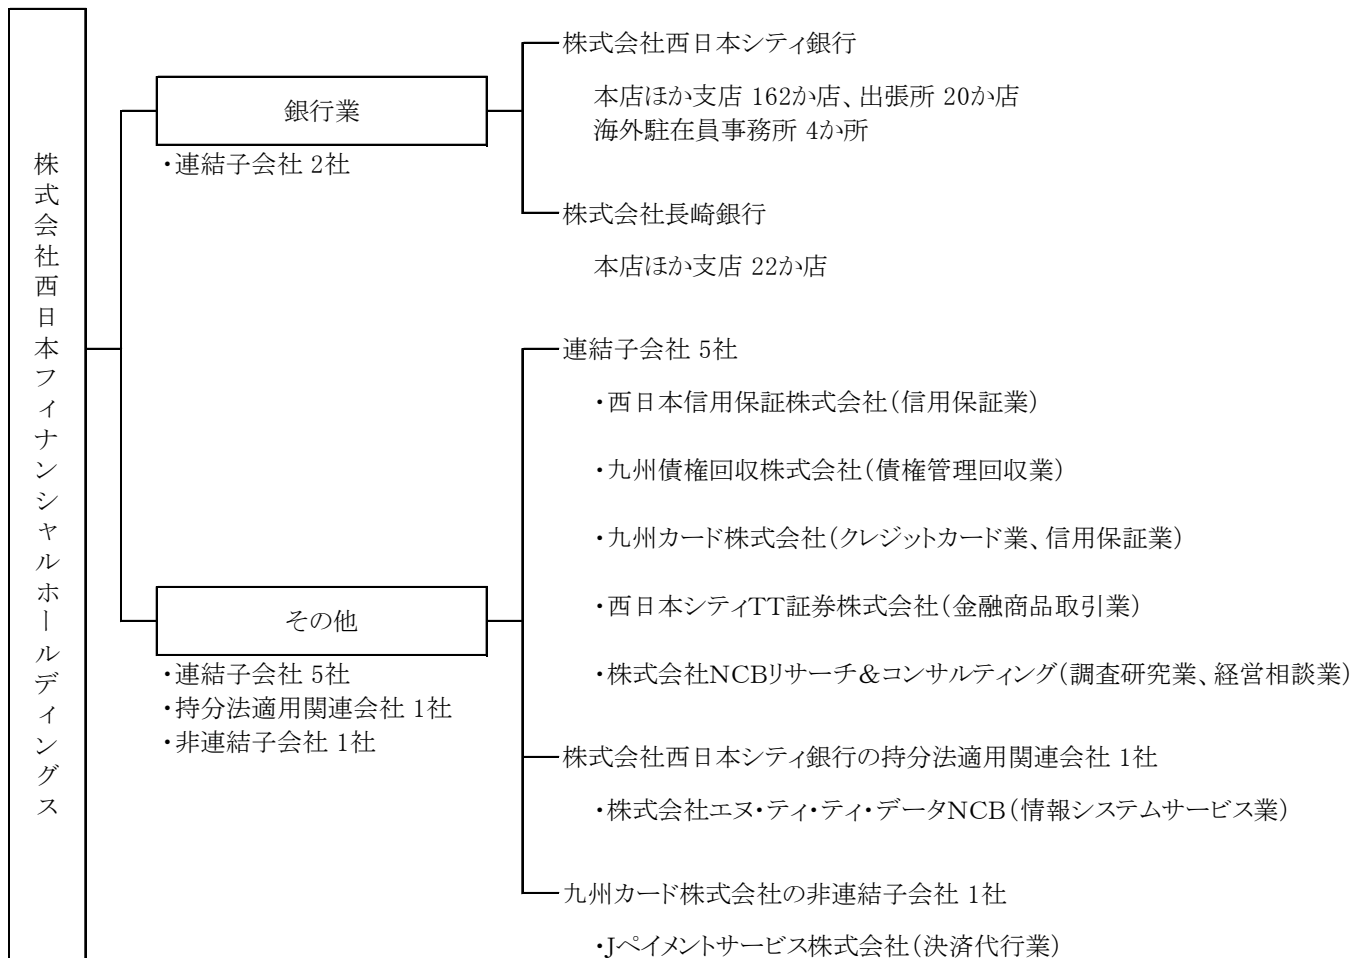 株式会社西日本フィナンシャルホールディングス
銀行業
・連結子会社 2社
株式会社西日本シティ銀行
本店ほか支店 162か店、出張所 20か店
海外駐在員事務所 4か所
株式会社長崎銀行
本店ほか支店 22か店
その他
・連結子会社 5社
・持分法適用関連会社 1社
・非連結子会社 1社
連結子会社 5社
・西日本信用保証株式会社(信用保証業)
・九州債権回収株式会社(債権管理回収業)
・九州カード株式会社(クレジットカード業、信用保証業)
・西日本シティTT証券株式会社(金融商品取引業)
・株式会社NCBリサーチ&コンサルティング(調査研究業、経営相談業)
株式会社西日本シティ銀行の持分法適用関連会社 1社
・株式会社エヌ・ティ・ティ・データNCB(情報システムサービス業)
九州カード株式会社の非連結子会社 1社
・Jペイメントサービス株式会社(決済代行業)